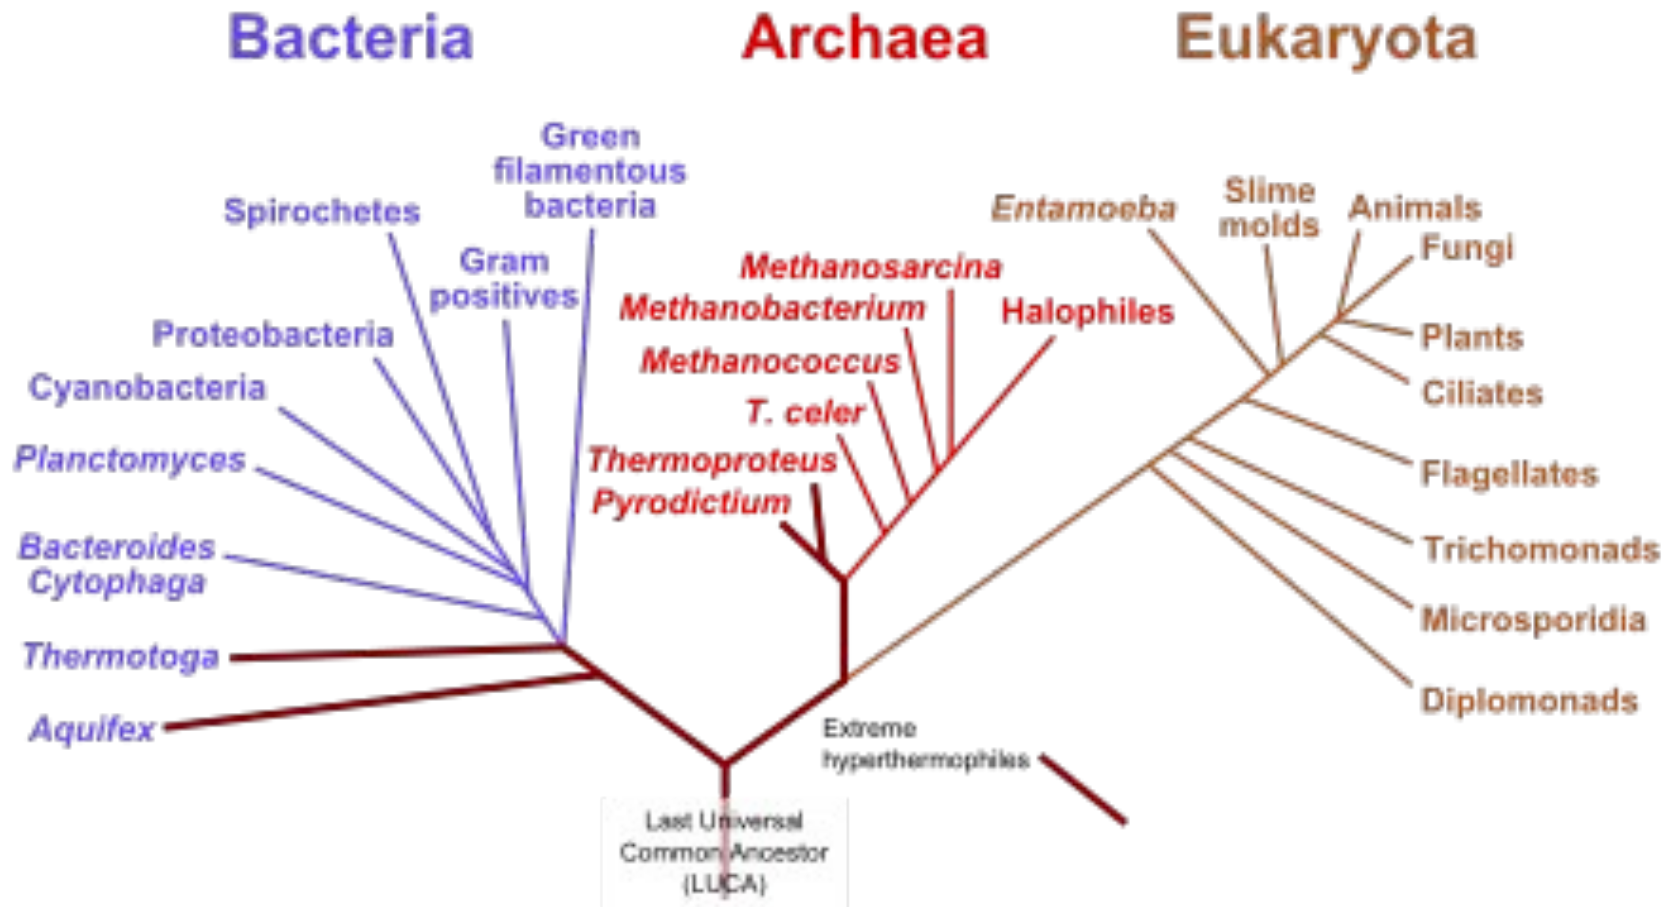 Bacteria
Archaea
Eukaryota
Green
filamentous
bacteria
Spirochetes
Gram
positives
Proteobacteria
Cyanobacteria
Planctomyces
Bacteroides
Cytophaga
Thermotoga
Aquifex
Methanosarcina
Methanobacterium
Halophiles
Methanococcus
T. celer
Thermoproteus
Pyrodictium
Entamoeba
Slime
molds
Animals
Fungi
Plants
Ciliates
Flagellates
Trichomonads
Microsporidia
Diplomonads
Extreme
hyperthermophiles
Last Universal
Common Ancestor
(LUCA)